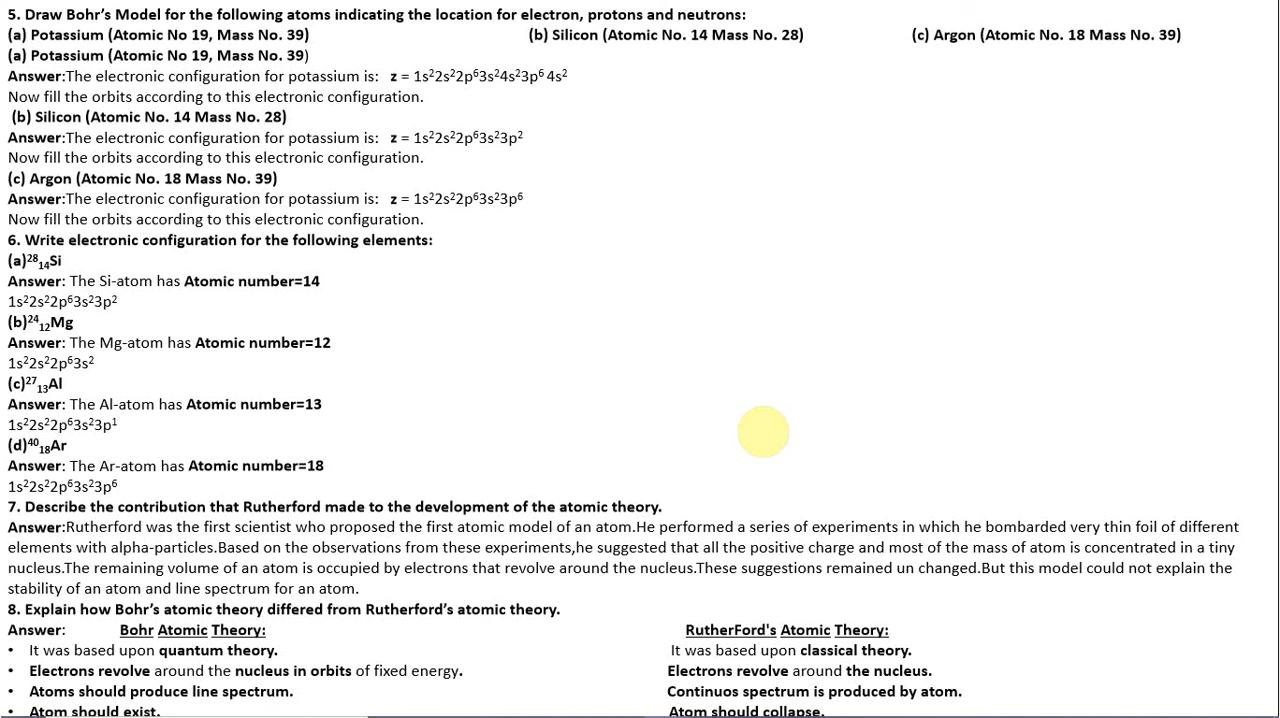 5. Draw Bohr's Model for the following atoms indicating the location for electron, protons and neutrons:
(a) Potassium (Atomic No 19, Mass No. 39) (b) Silicon (Atomic No. 14 Mass No. 28) (c) Argon (Atomic No. 18 Mass No. 39)
(a) Potassium (Atomic No 19, Mass No. 39)
Answer:The electronic configuration for potassium is: z = 1s²2s²2p⁶3s²4s²3p⁶ 4s²
Now fill the orbits according to this electronic configuration.
(b) Silicon (Atomic No. 14 Mass No. 28)
Answer:The electronic configuration for potassium is: z = 1s²2s²2p⁶3s²3p²
Now fill the orbits according to this electronic configuration.
(c) Argon (Atomic No. 18 Mass No. 39)
Answer:The electronic configuration for potassium is: z = 1s²2s²2p⁶3s²3p⁶
Now fill the orbits according to this electronic configuration.
6. Write electronic configuration for the following elements:
(a)²⁸₁₄Si
Answer: The Si-atom has Atomic number=14
1s²2s²2p⁶3s²3p²
(b)²⁴₁₂Mg
Answer: The Mg-atom has Atomic number=12
1s²2s²2p⁶3s²
(c)²⁷₁₃Al
Answer: The Al-atom has Atomic number=13
1s²2s²2p⁶3s²3p¹
(d)⁴⁰₁₈Ar
Answer: The Ar-atom has Atomic number=18
1s²2s²2p⁶3s²3p⁶
7. Describe the contribution that Rutherford made to the development of the atomic theory.
Answer:Rutherford was the first scientist who proposed the first atomic model of an atom.He performed a series of experiments in which he bombarded very thin foil of different
elements with alpha-particles.Based on the observations from these experiments,he suggested that all the positive charge and most of the mass of atom is concentrated in a tiny
nucleus.The remaining volume of an atom is occupied by electrons that revolve around the nucleus.These suggestions remained un changed.But this model could not explain the
stability of an atom and line spectrum for an atom.
8. Explain how Bohr's atomic theory differed from Rutherford's atomic theory.
Answer: Bohr Atomic Theory: RutherFord's Atomic Theory:
• It was based upon quantum theory. It was based upon classical theory.
• Electrons revolve around the nucleus in orbits of fixed energy. Electrons revolve around the nucleus.
• Atoms should produce line spectrum. Continuos spectrum is produced by atom.
• Atom should exist. Atom should collapse.